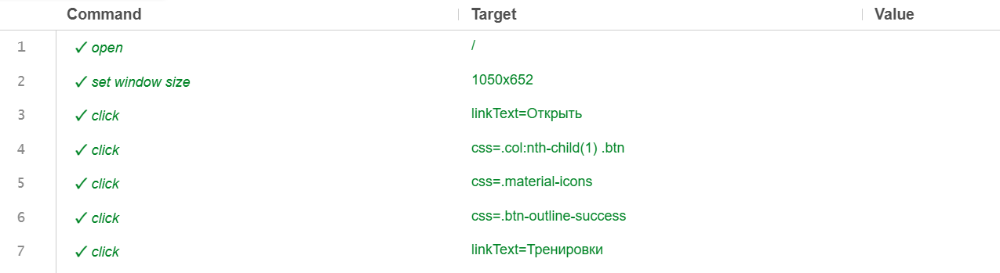 Command Target Value
1 ✓ open /
2 ✓ set window size 1050x652
3 ✓ click linkText=Открыть
4 ✓ click css=.col:nth-child(1) .btn
5 ✓ click css=.material-icons
6 ✓ click css=.btn-outline-success
7 ✓ click linkText=Тренировки